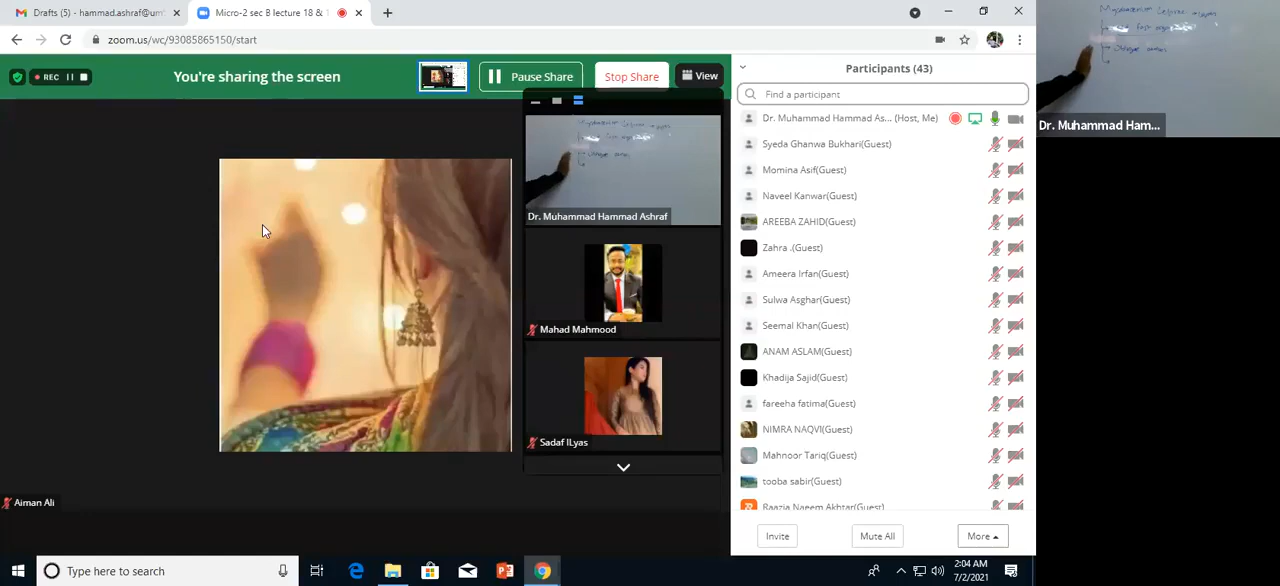 Drafts (5) - hammad.ashraf@um
Micro-2 sec B lecture 18 &
zoom.us/wc/93085865150/start
REC
You're sharing the screen
Pause Share
Stop Share
View
Participants (43)
Find a participant
Dr. Muhammad Hammad As... (Host, Me)
Syeda Ghanwa Bukhari(Guest)
Momina Asif(Guest)
Naveel Kanwar(Guest)
AREEBA ZAHID(Guest)
Zahra .(Guest)
Ameera Irfan(Guest)
Sulwa Asghar(Guest)
Seemal Khan(Guest)
ANAM ASLAM(Guest)
Khadija Sajid(Guest)
fareeha fatima(Guest)
NIMRA NAQVI(Guest)
Mahnoor Tariq(Guest)
tooba sabir(Guest)
Raazia Naeem Akhtar(Guest)
Invite
Mute All
More
Dr. Muhammad Hammad Ashraf
Mahad Mahmood
Sadaf ILyas
Aiman Ali
Dr. Muhammad Ham...
Type here to search
2:04 AM
7/2/2021